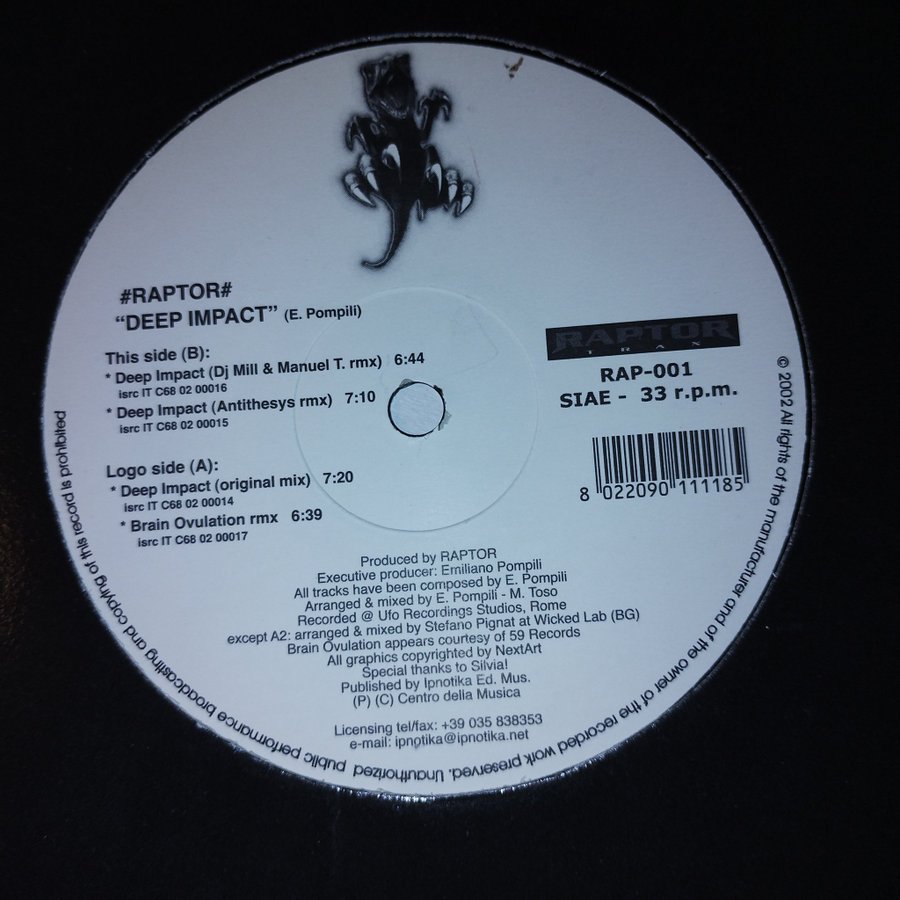 #RAPTOR#
“DEEP IMPACT” (E. Pompili)
This side (B):
* Deep Impact (Dj Mill & Manuel T. rmx) 6:44
isrc IT C68 02 00016
* Deep Impact (Antithesys rmx) 7:10
isrc IT C68 02 00015
Logo side (A):
* Deep Impact (original mix) 7:20
isrc IT C68 02 00014
* Brain Ovulation rmx 6:39
isrc IT C68 02 00017
RAPTOR
TRAX
RAP-001
SIAE - 33 r.p.m.
8 022090 111185
Produced by RAPTOR
Executive producer: Emiliano Pompili
All tracks have been composed by E. Pompili
Arranged & mixed by E. Pompili - M. Toso
Recorded @ Ufo Recordings Studios, Rome
except A2: arranged & mixed by Stefano Pignat at Wicked Lab (BG)
Brain Ovulation appears courtesy of 59 Records
All graphics copyrighted by NextArt
Special thanks to Silvia!
Published by Ipnotika Ed. Mus.
(P) (C) Centro della Musica
Licensing tel/fax: +39 035 838353
e-mail: ipnotika@ipnotika.net
© 2002 All rights of the manufacturer and of the owner of the recorded work preserved. Unauthorized public performance broadcasting and copying of this record is prohibited